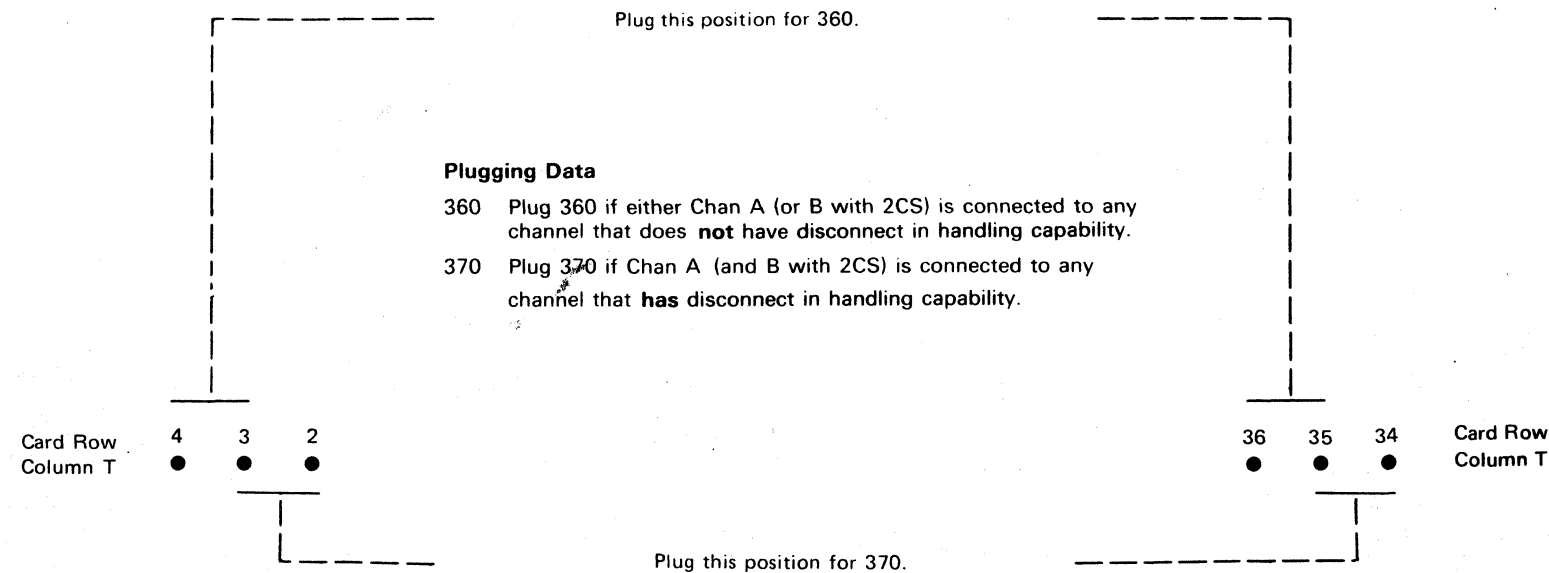 Plug this position for 360.
Plugging Data
360 Plug 360 if either Chan A (or B with 2CS) is connected to any
channel that does not have disconnect in handling capability.
370 Plug 370 if Chan A (and B with 2CS) is connected to any
channel that has disconnect in handling capability.
Card Row 4 3 2 36 35 34 Card Row
Column T Column T
Plug this position for 370.